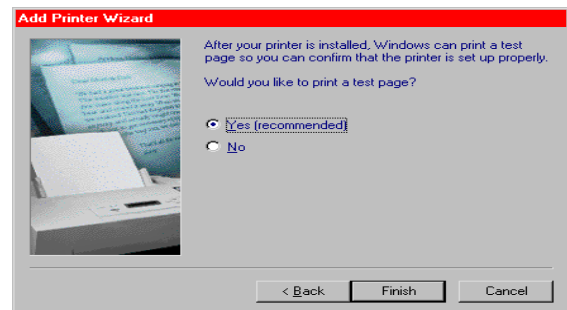 Add Printer Wizard
After your printer is installed, Windows can print a test
page so you can confirm that the printer is set up properly.
Would you like to print a test page?
Yes (recommended)
No
< Back
Finish
Cancel